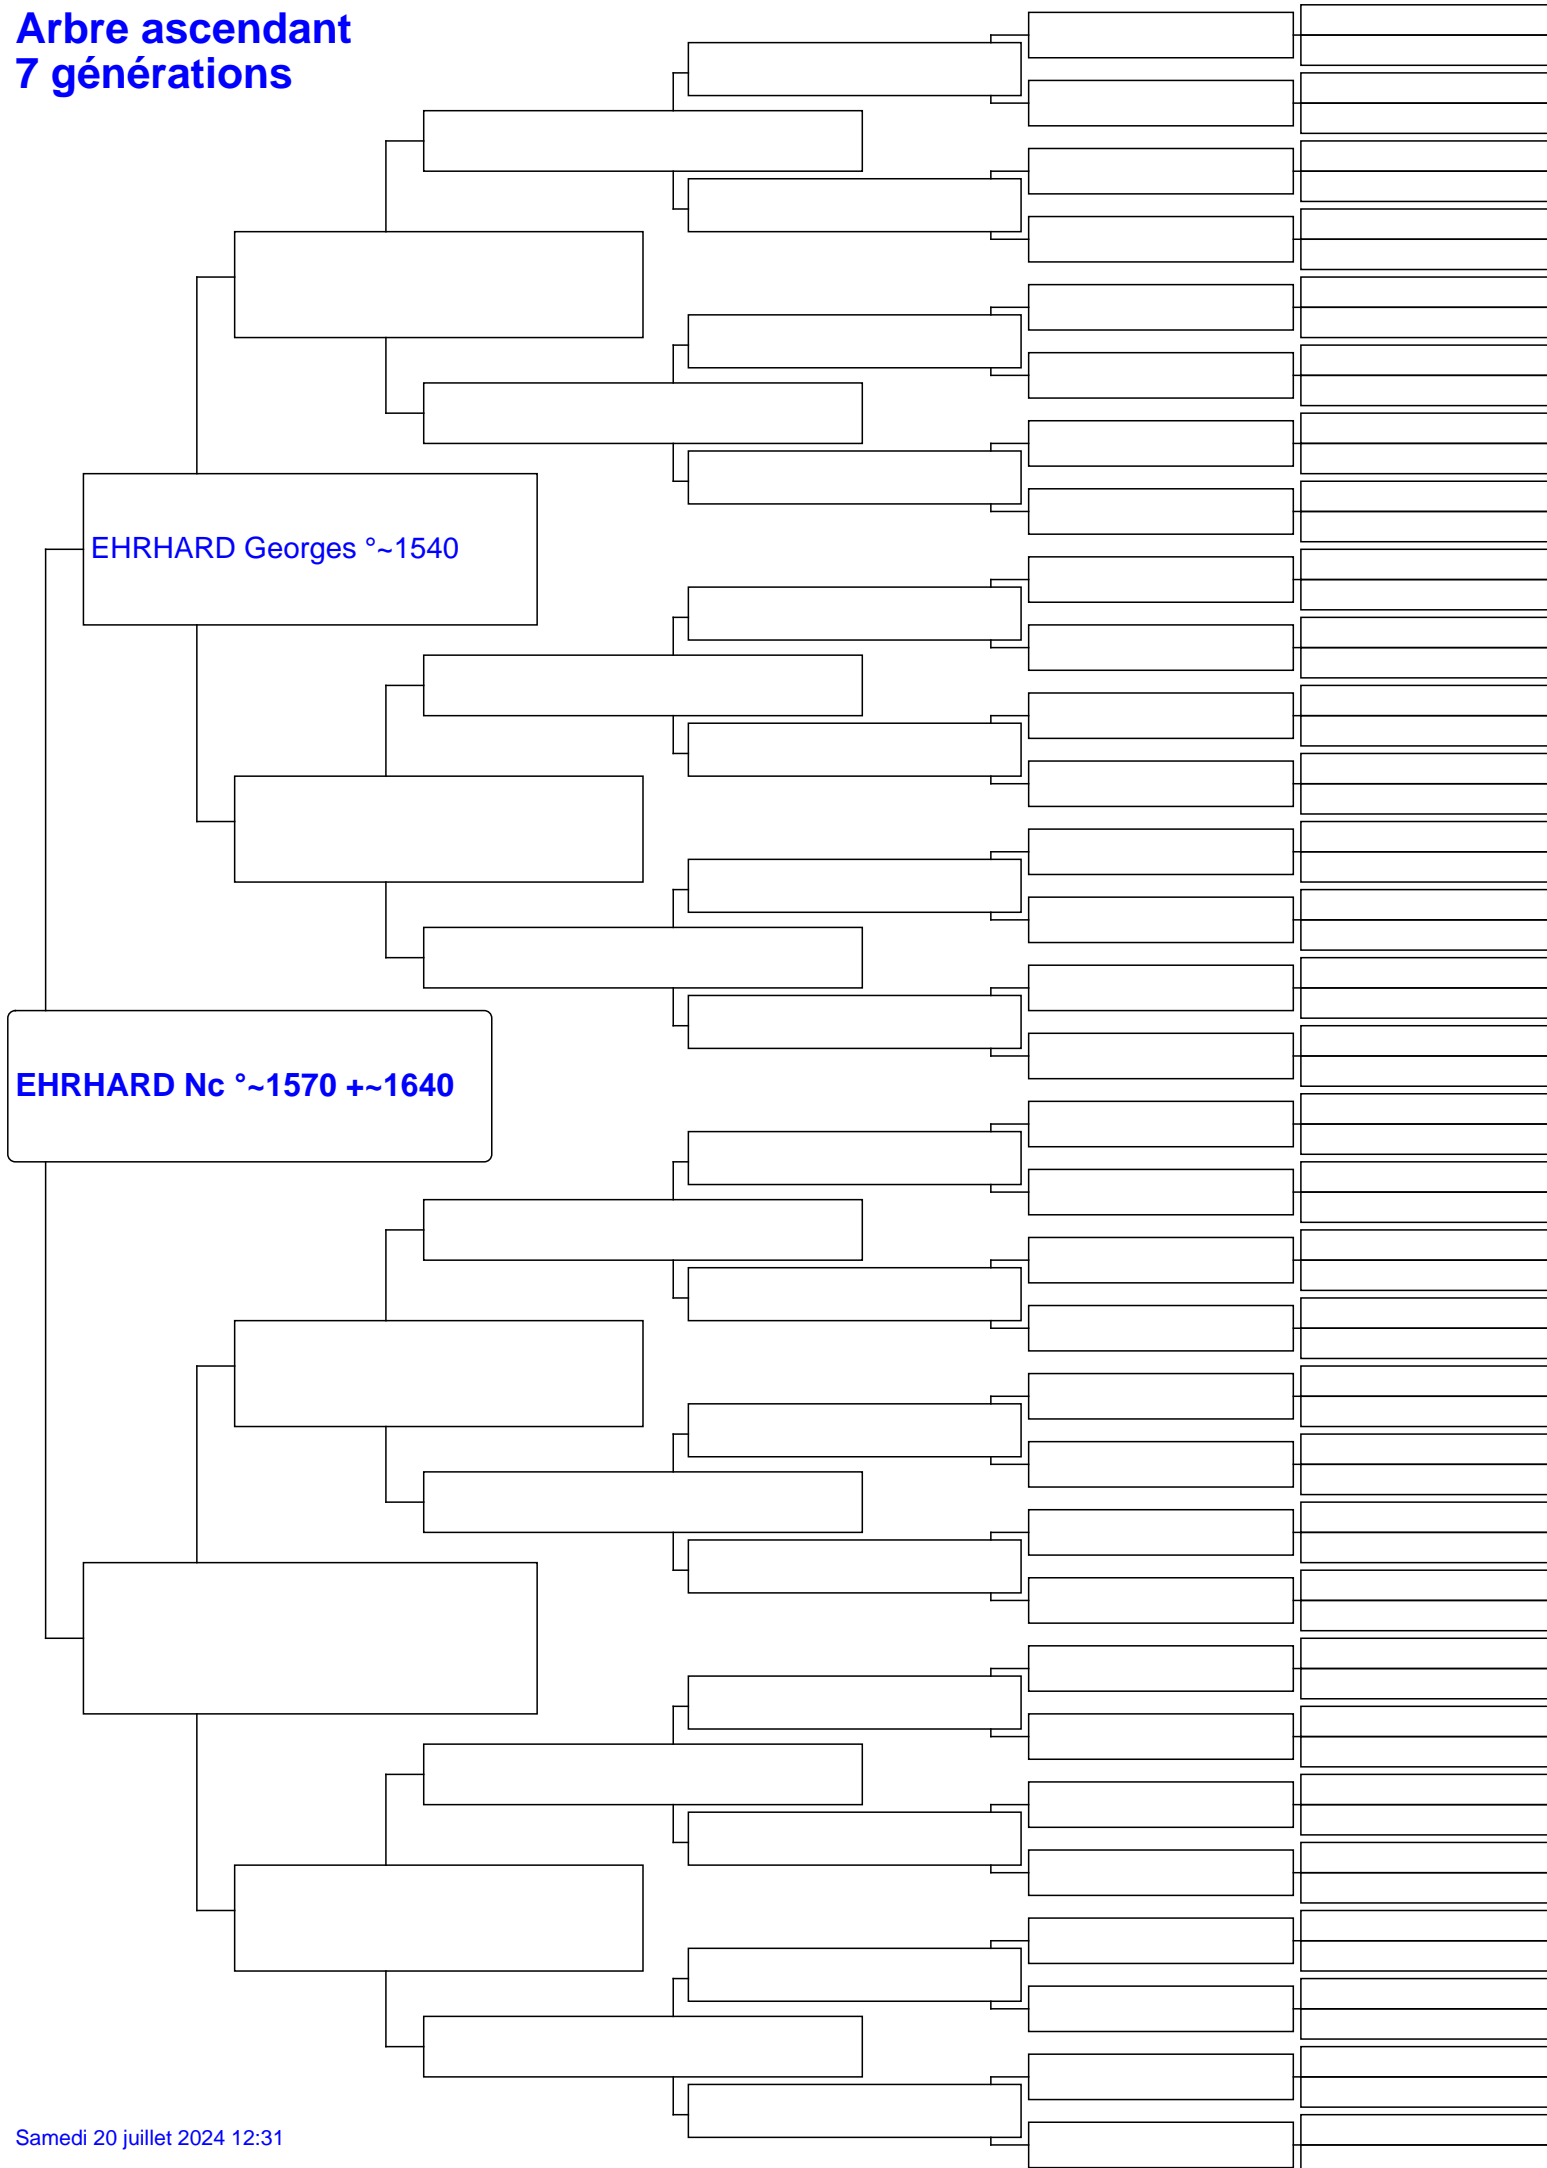 Arbre ascendant
7 générations
EHRHARD Georges °~1540
EHRHARD Nc °~1570 +~1640
Samedi 20 juillet 2024 12:31